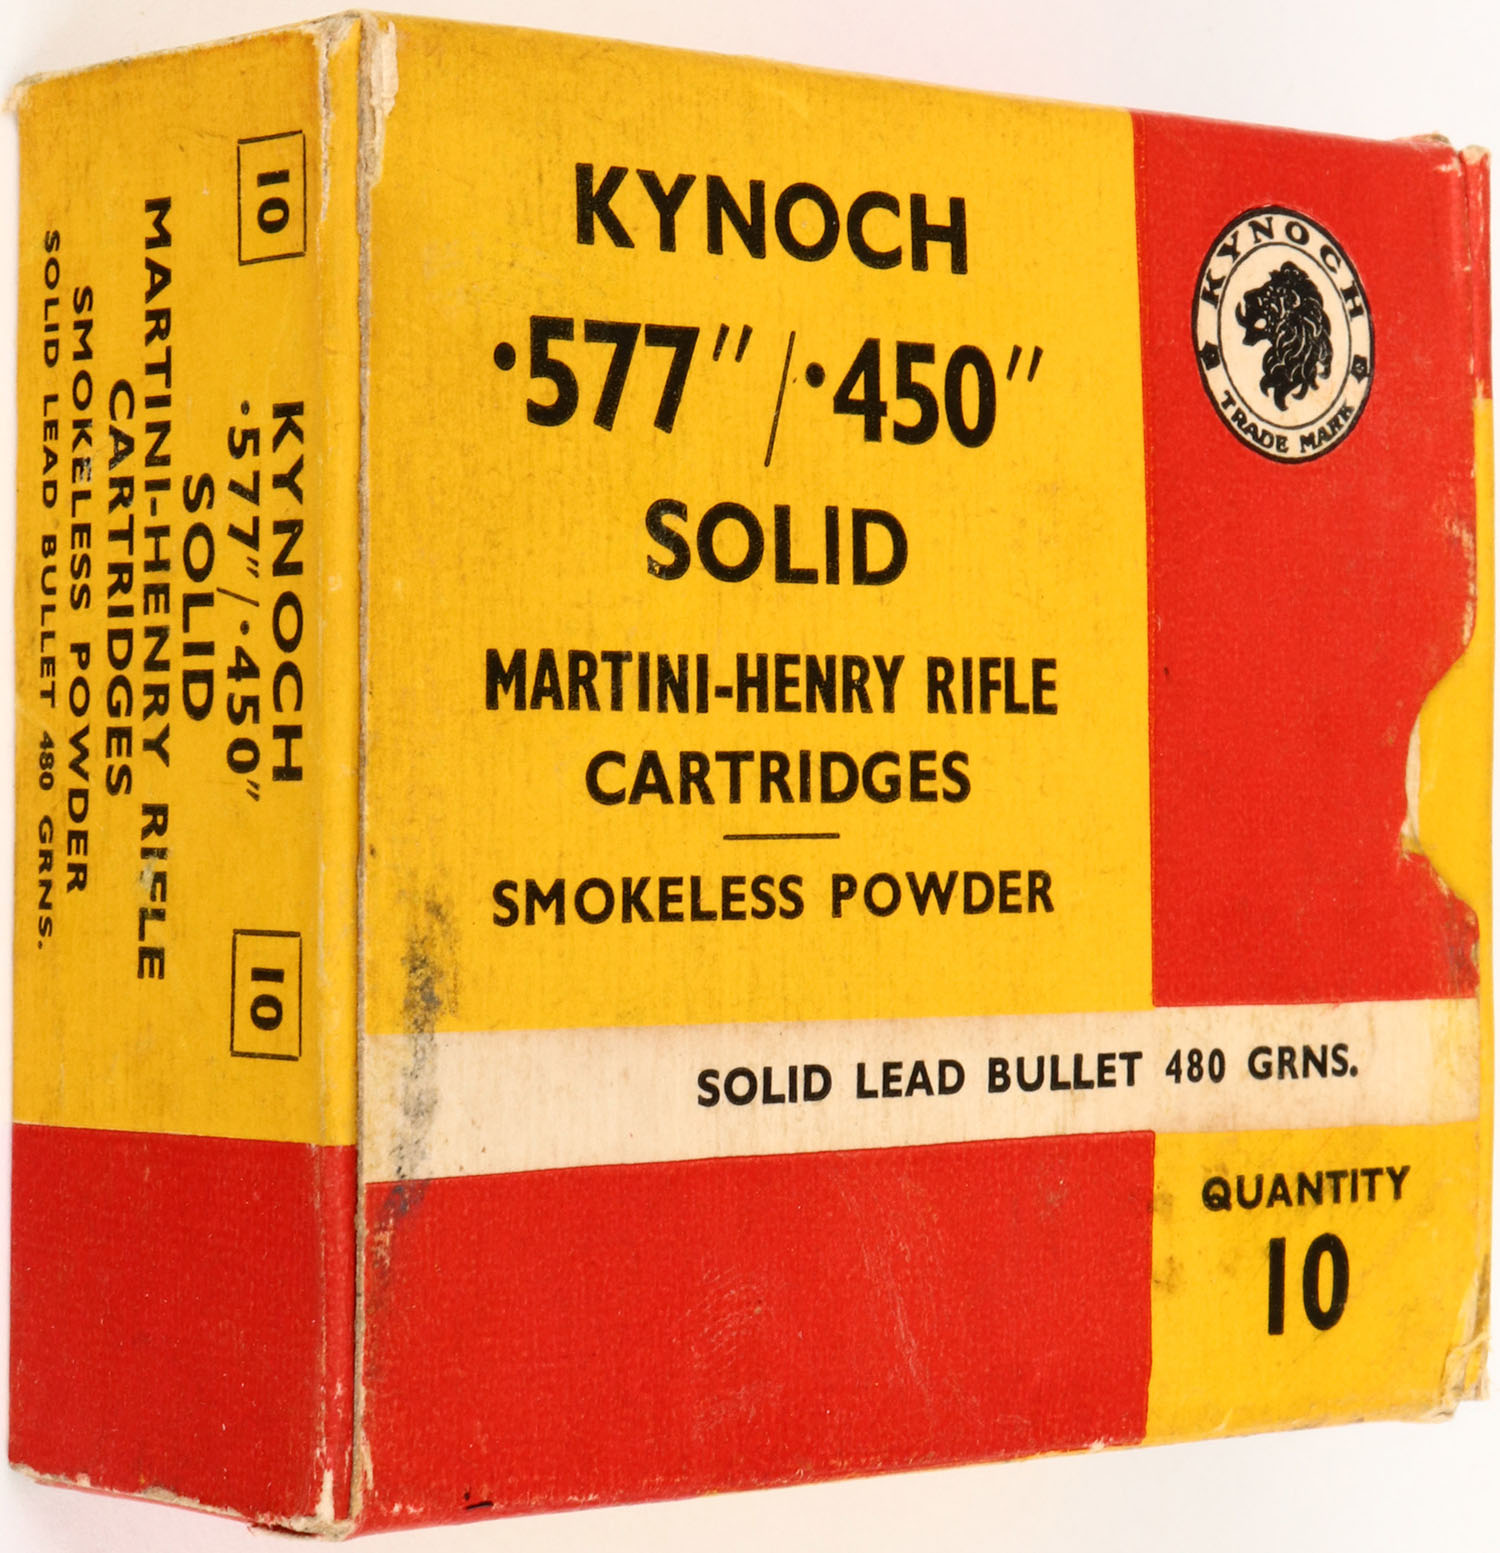 KYNOCH
·577"/·450"
SOLID
MARTINI-HENRY RIFLE
CARTRIDGES
SMOKELESS POWDER
SOLID LEAD BULLET 480 GRNS.
QUANTITY
10
KYNOCH
TRADE MARK
10
10
KYNOCH
·577"/·450"
SOLID
MARTINI-HENRY RIFLE
CARTRIDGES
SMOKELESS POWDER
SOLID LEAD BULLET 480 GRNS.